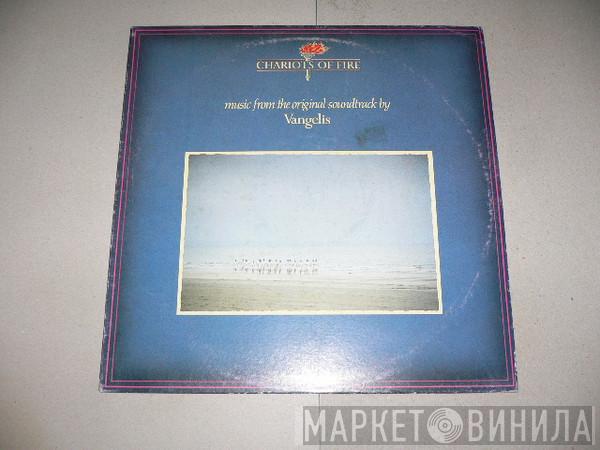 CHARIOTS OF FIRE
music from the original soundtrack by
Vangelis
МАРКЕТ ВИНИЛА